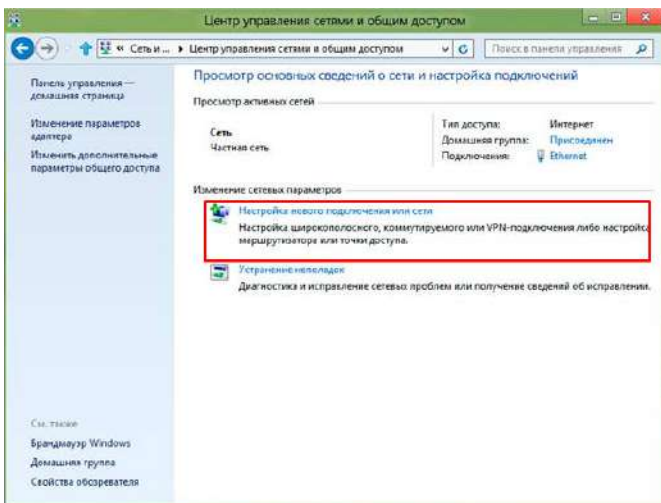 Центр управления сетями и общим доступом
« Сеть и ... ▸ Центр управления сетями и общим доступом
Поиск в панели управления
Панель управления — домашняя страница
Изменение параметров адаптера
Изменить дополнительные параметры общего доступа
Просмотр основных сведений о сети и настройка подключений
Просмотр активных сетей
Сеть
Частная сеть
Тип доступа: Интернет
Домашняя группа: Присоединен
Подключения: Ethernet
Изменение сетевых параметров
Настройка нового подключения или сети
Настройка широкополосного, коммутируемого или VPN-подключения либо настройка
маршрутизатора или точки доступа.
Устранение неполадок
Диагностика и исправление сетевых проблем или получение сведений об исправлении.
См. также
Брандмауэр Windows
Домашняя группа
Свойства обозревателя